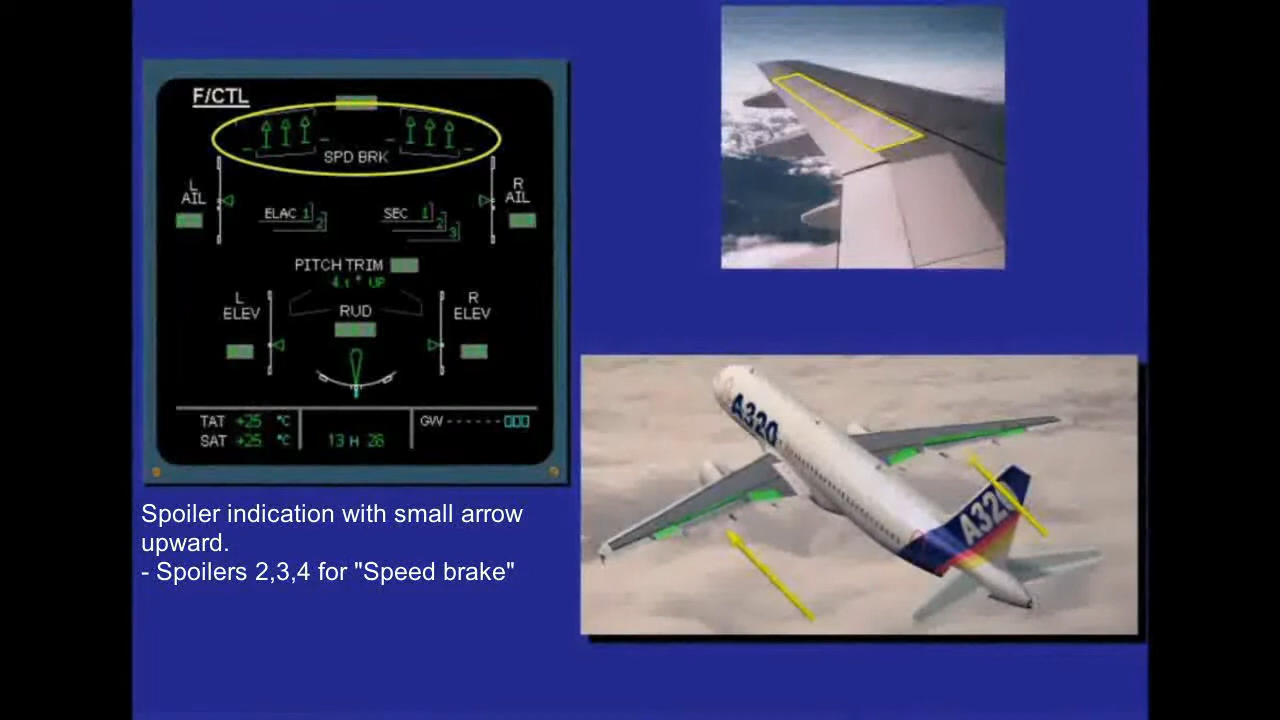 F/CTL
SPD BRK
L
AIL
R
AIL
ELAC 1
2
SEC 1
2
3
PITCH TRIM
UP
L
ELEV
R
ELEV
RUD
TAT +25 °C
SAT +25 °C
13 H 26
GW
A320
Spoiler indication with small arrow
upward.
- Spoilers 2,3,4 for "Speed brake"